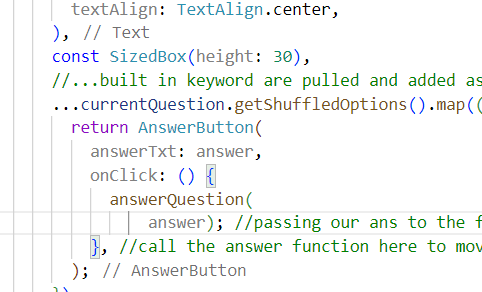 textAlign: TextAlign.center,
), // Text
const SizedBox(height: 30),
//...built in keyword are pulled and added as
...currentQuestion.getShuffledOptions().map((
return AnswerButton(
answerTxt: answer,
onClick: () {
answerQuestion(
answer); //passing our ans to the f
}, //call the answer function here to mov
); // AnswerButton
})